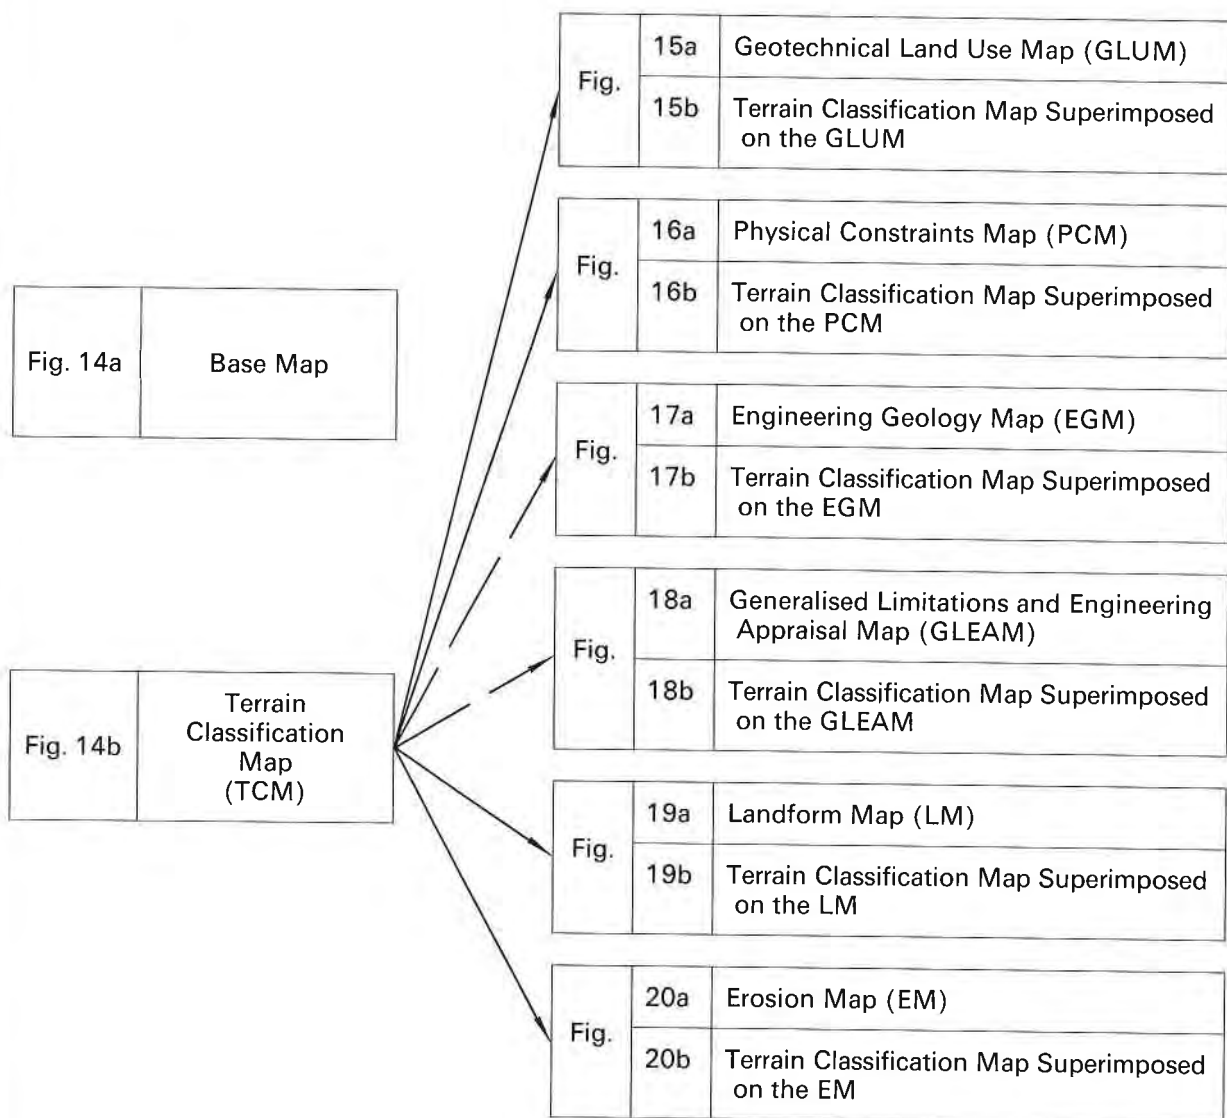 Fig. 14a
Base Map
Fig. 14b
Terrain
Classification
Map
(TCM)
Fig.
15a
Geotechnical Land Use Map (GLUM)
15b
Terrain Classification Map Superimposed
on the GLUM
Fig.
16a
Physical Constraints Map (PCM)
16b
Terrain Classification Map Superimposed
on the PCM
Fig.
17a
Engineering Geology Map (EGM)
17b
Terrain Classification Map Superimposed
on the EGM
Fig.
18a
Generalised Limitations and Engineering
Appraisal Map (GLEAM)
18b
Terrain Classification Map Superimposed
on the GLEAM
Fig.
19a
Landform Map (LM)
19b
Terrain Classification Map Superimposed
on the LM
Fig.
20a
Erosion Map (EM)
20b
Terrain Classification Map Superimposed
on the EM